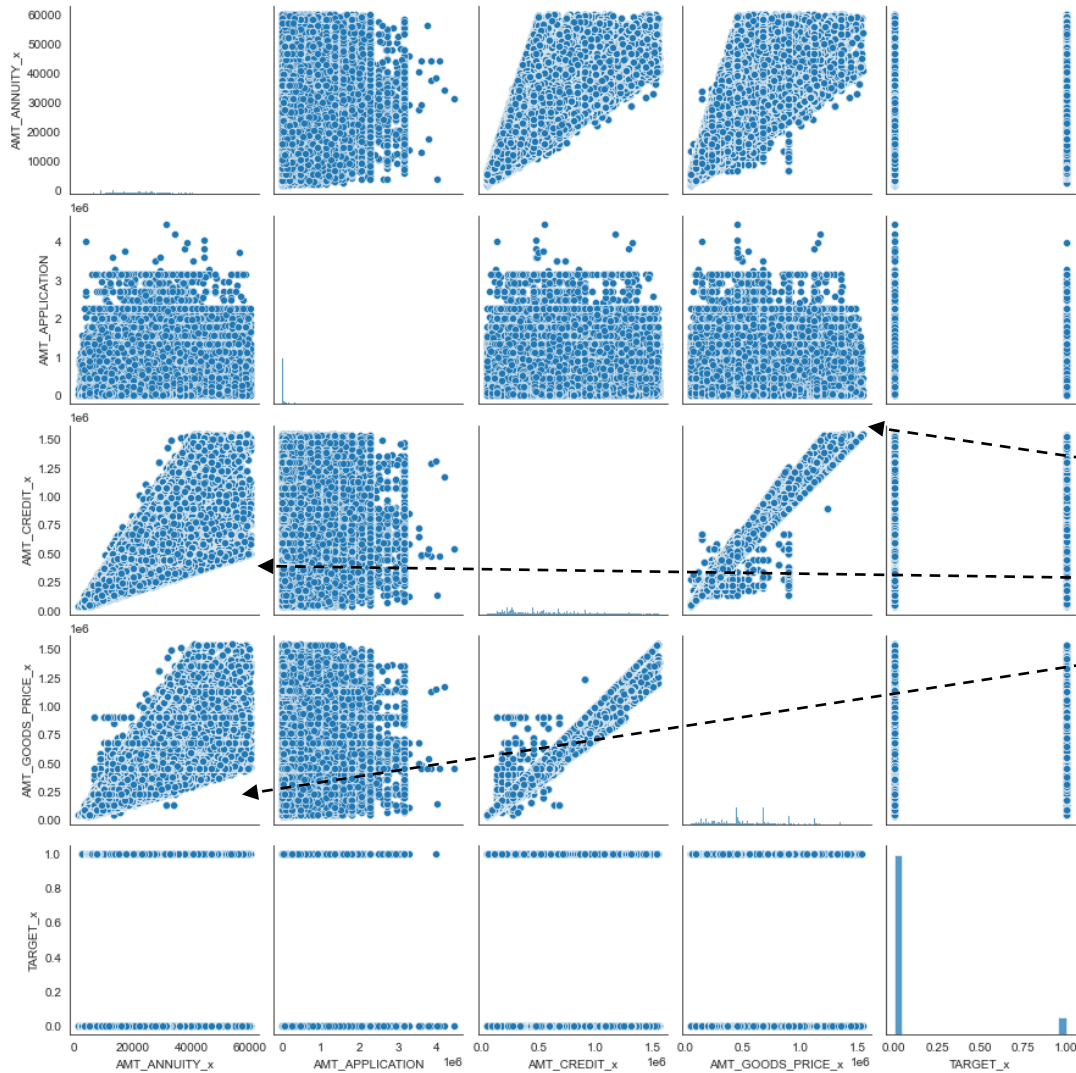 60000
50000
40000
30000
20000
10000
0
AMT_ANNUITY_x
1e6
4
3
2
1
0
AMT_APPLICATION
1e6
1.50
1.25
1.00
0.75
0.50
0.25
0.00
AMT_CREDIT_x
1e6
1.50
1.25
1.00
0.75
0.50
0.25
0.00
AMT_GOODS_PRICE_x
1.0
0.8
0.6
0.4
0.2
0.0
TARGET_x
0 20000 40000 60000
AMT_ANNUITY_x
0 1 2 3 4
1e6
AMT_APPLICATION
0.0 0.5 1.0 1.5
1e6
AMT_CREDIT_x
0.0 0.5 1.0 1.5
1e6
AMT_GOODS_PRICE_x
0.00 0.25 0.50 0.75 1.00
TARGET_x